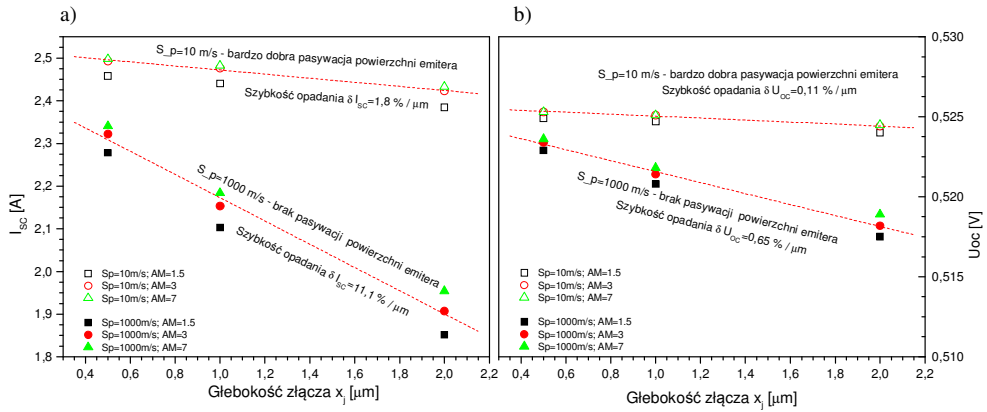 a)
2,5
2,4
2,3
2,2
2,1
2,0
1,9
1,8
I_SC [A]
S_p=10 m/s - bardzo dobra pasywacja powierzchni emitera
Szybkość opadania δ I_SC=1,8 % / μm
S_p=1000 m/s - brak pasywacji powierzchni emitera
Szybkość opadania δ I_SC=11,1 % / μm
Sp=10m/s; AM=1.5
Sp=10m/s; AM=3
Sp=10m/s; AM=7
Sp=1000m/s; AM=1.5
Sp=1000m/s; AM=3
Sp=1000m/s; AM=7
0,4 0,6 0,8 1,0 1,2 1,4 1,6 1,8 2,0 2,2
Głebokość złącza x_j [μm]
b)
S_p=10 m/s - bardzo dobra pasywacja powierzchni emitera
Szybkość opadania δ U_OC=0,11 % / μm
S_p=1000 m/s - brak pasywacji powierzchni emitera
Szybkość opadania δ U_OC=0,65 % / μm
Sp=10m/s; AM=1.5
Sp=10m/s; AM=3
Sp=10m/s; AM=7
Sp=1000m/s; AM=1.5
Sp=1000m/s; AM=3
Sp=1000m/s; AM=7
0,4 0,6 0,8 1,0 1,2 1,4 1,6 1,8 2,0 2,2
Głebokość złącza x_j [μm]
0,530
0,525
0,520
0,515
0,510
Uoc [V]